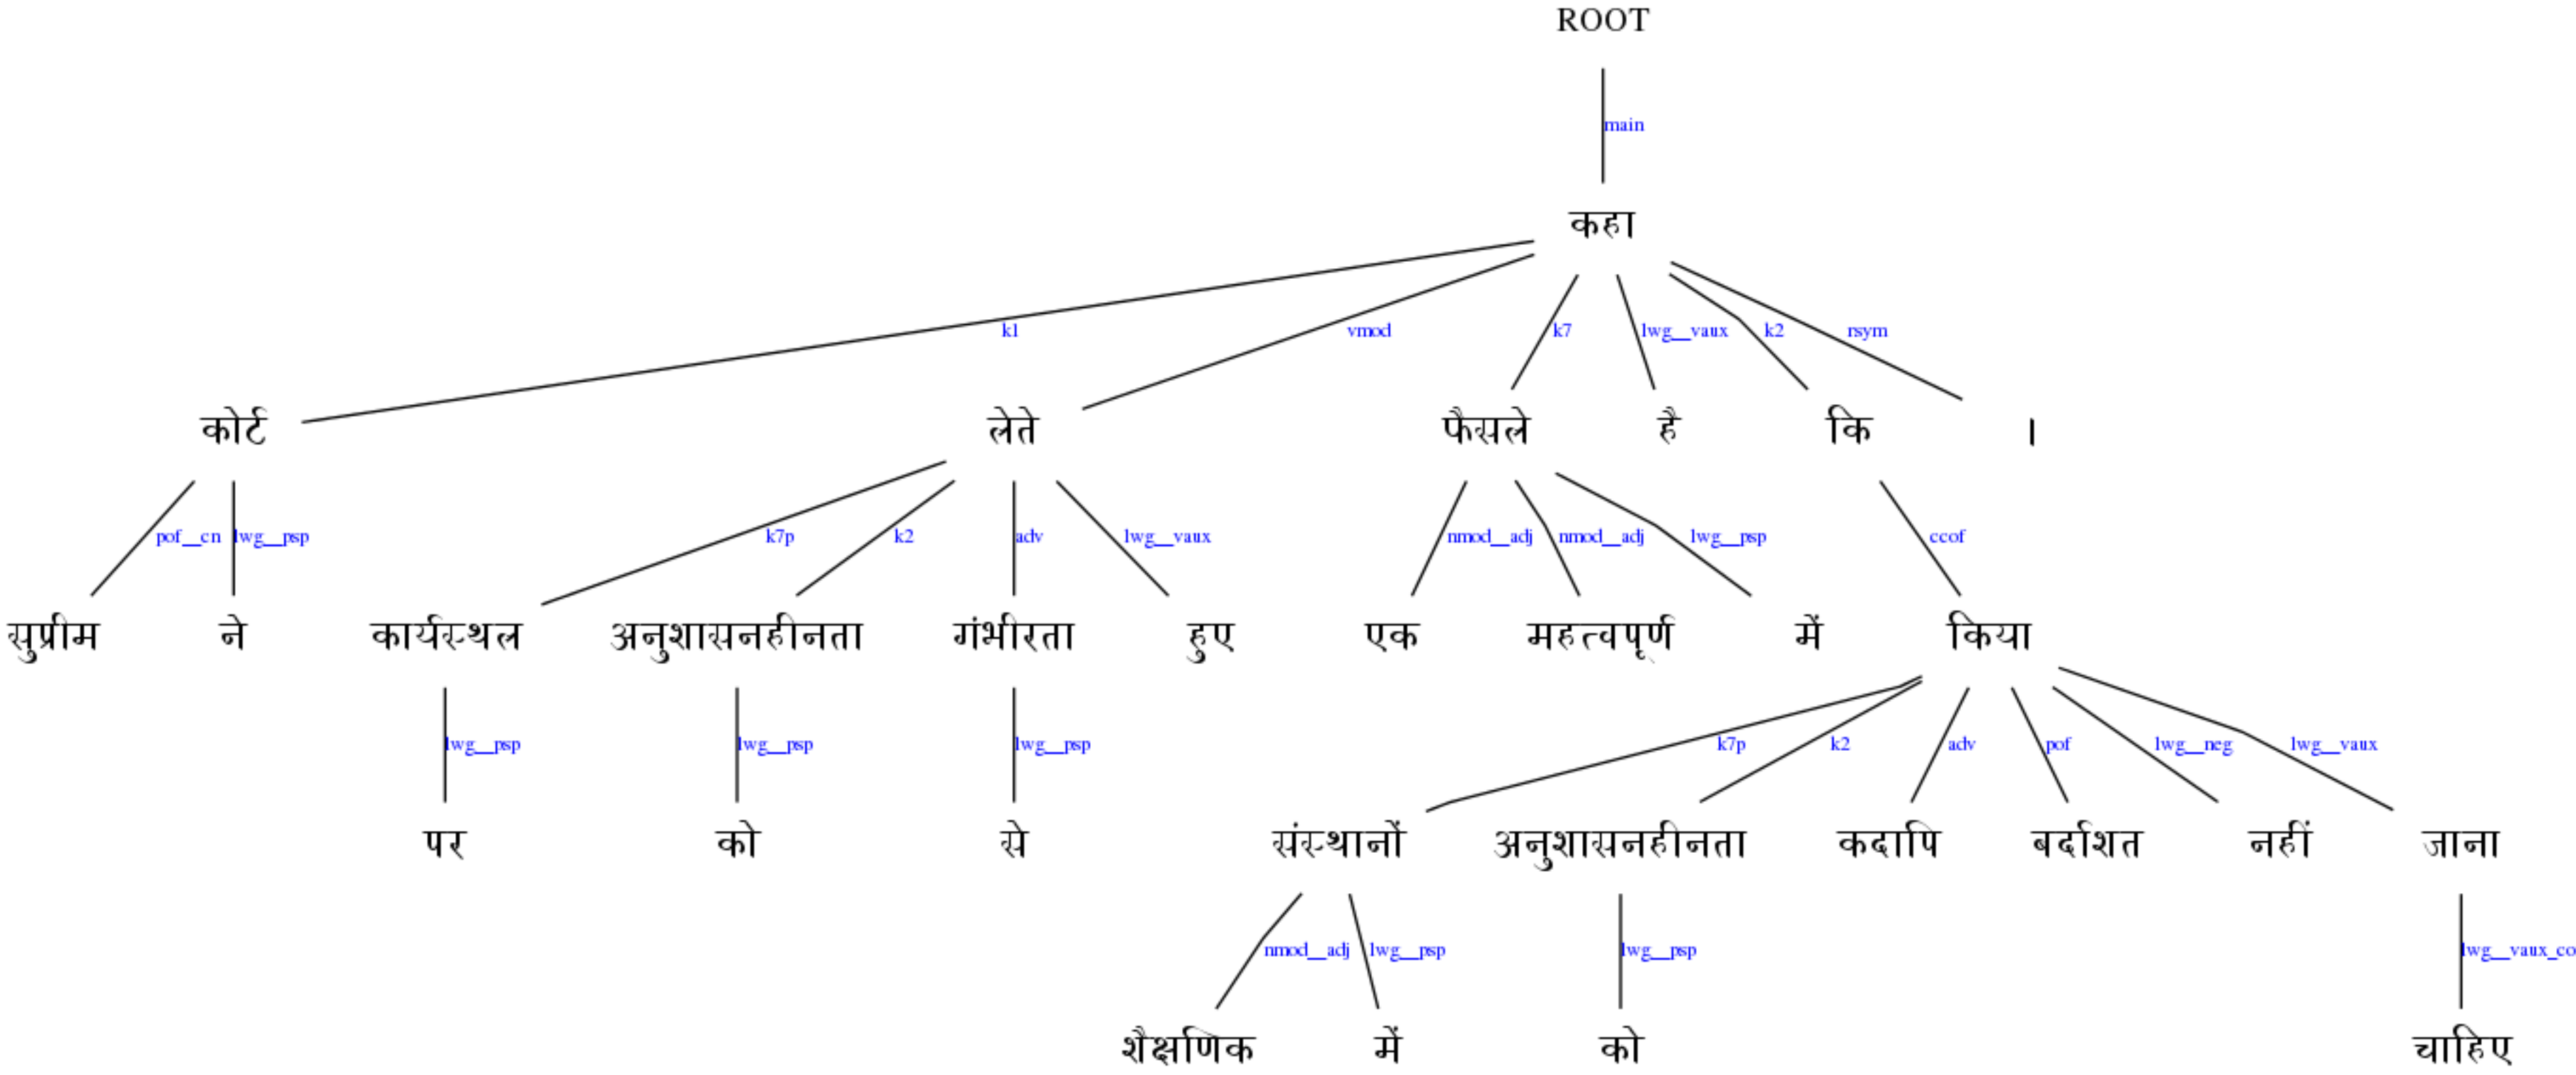 ROOT
main
कहा
k1 vmod k7 lwg__vaux k2 rsym
कोर्ट लेते फैसले है कि ।
pof__cn lwg__psp k7p k2 adv lwg__vaux nmod__adj nmod__adj lwg__psp ccof
सुप्रीम ने कार्यस्थल अनुशासनहीनता गंभीरता हुए एक महत्वपूर्ण में किया
lwg__psp lwg__psp lwg__psp k7p k2 adv pof lwg__neg lwg__vaux
पर को से संस्थानों अनुशासनहीनता कदापि बर्दाशत नहीं जाना
nmod__adj lwg__psp lwg__psp lwg__vaux_co
शैक्षणिक में को चाहिए